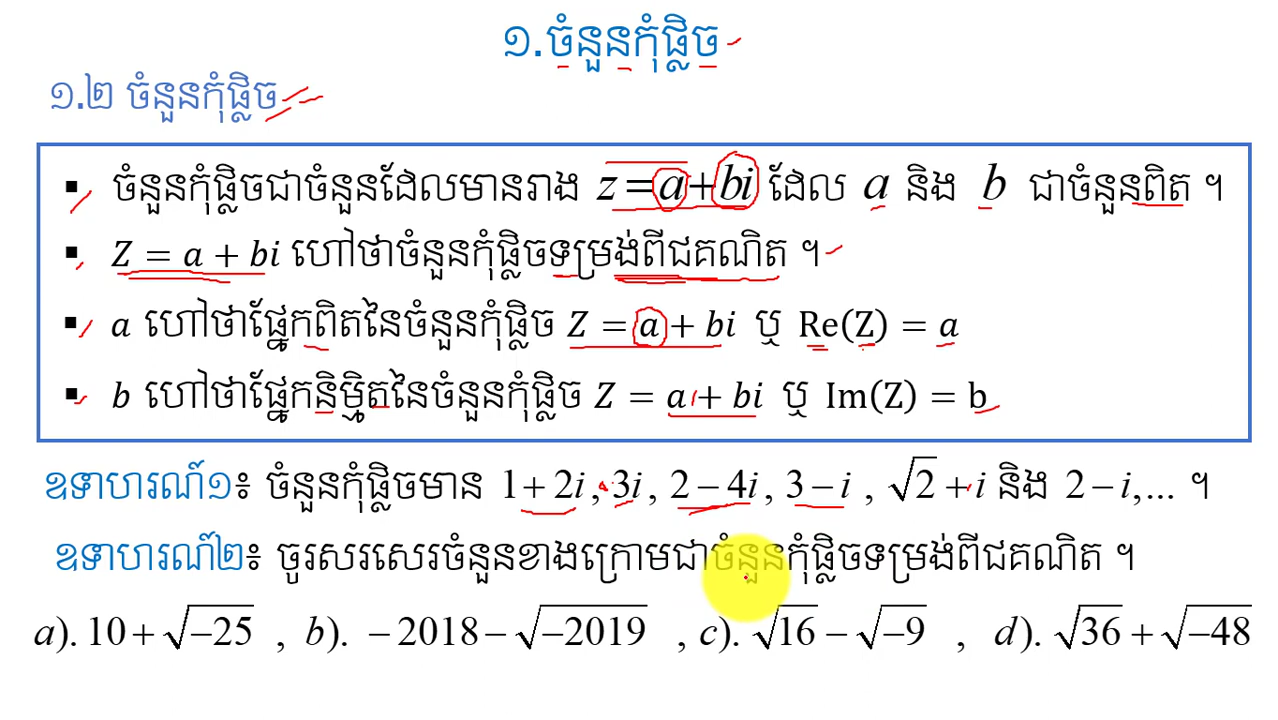 ១.ចំនួនកុំផ្លិច
១.២ ចំនួនកុំផ្លិច
▪ ចំនួនកុំផ្លិចជាចំនួនដែលមានរាង z = a + bi ដែល a និង b ជាចំនួនពិត ។
▪ Z = a + bi ហៅថាចំនួនកុំផ្លិចទម្រង់ពីជគណិត ។
▪ a ហៅថាផ្នែកពិតនៃចំនួនកុំផ្លិច Z = a + bi ឬ Re(Z) = a
▪ b ហៅថាផ្នែកនិម្មិតនៃចំនួនកុំផ្លិច Z = a + bi ឬ Im(Z) = b
ឧទាហរណ៍១៖ ចំនួនកុំផ្លិចមាន 1+2i, 3i, 2−4i, 3−i , √2 +i និង 2−i,... ។
ឧទាហរណ៍២៖ ចូរសរសេរចំនួនខាងក្រោមជាចំនួនកុំផ្លិចទម្រង់ពីជគណិត ។
a). 10+√−25 , b). −2018−√−2019 , c). √16−√−9 , d). √36+√−48